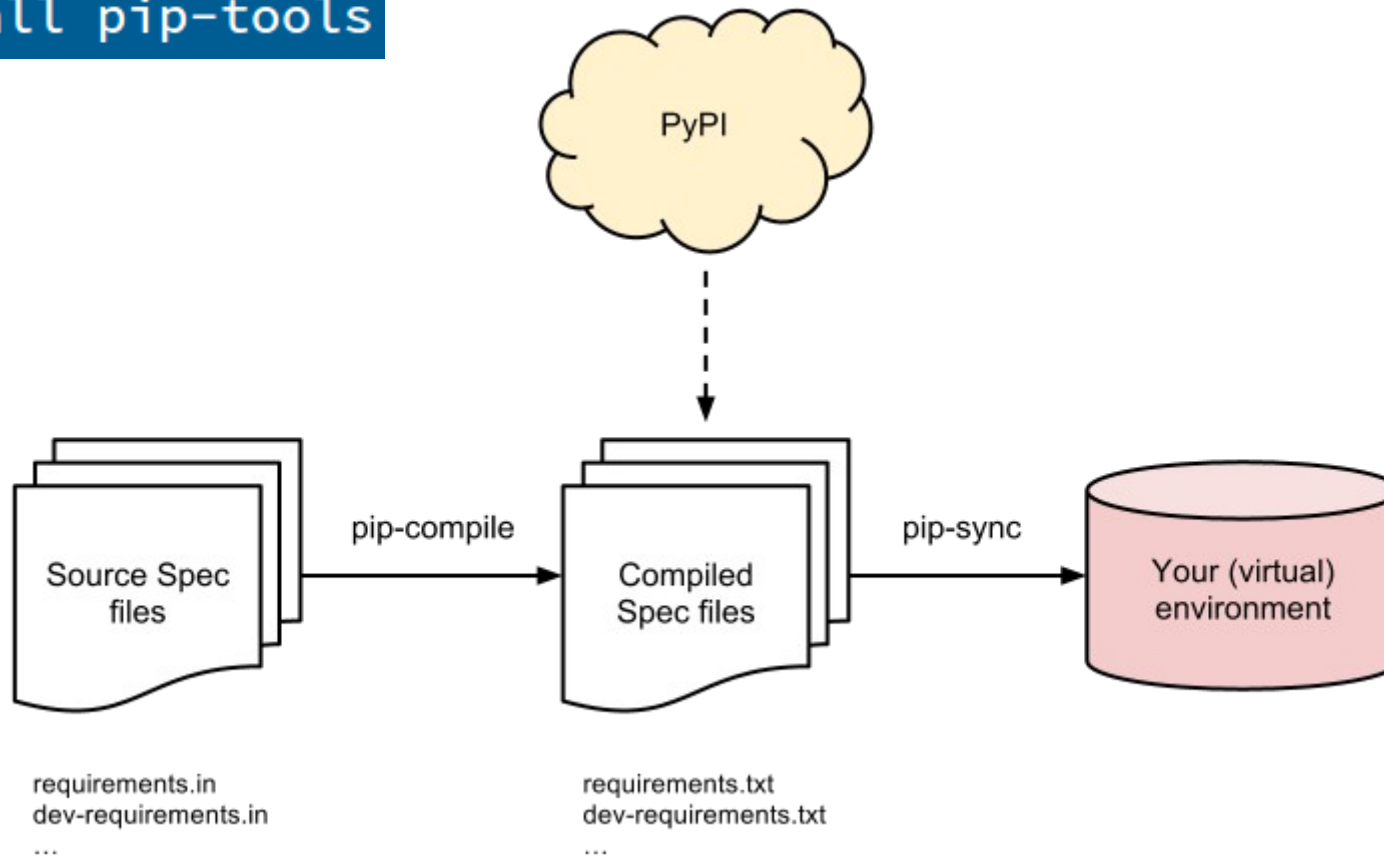 all pip-tools
PyPI
pip-compile
pip-sync
Source Spec
files
Compiled
Spec files
Your (virtual)
environment
requirements.in
dev-requirements.in
...
requirements.txt
dev-requirements.txt
...